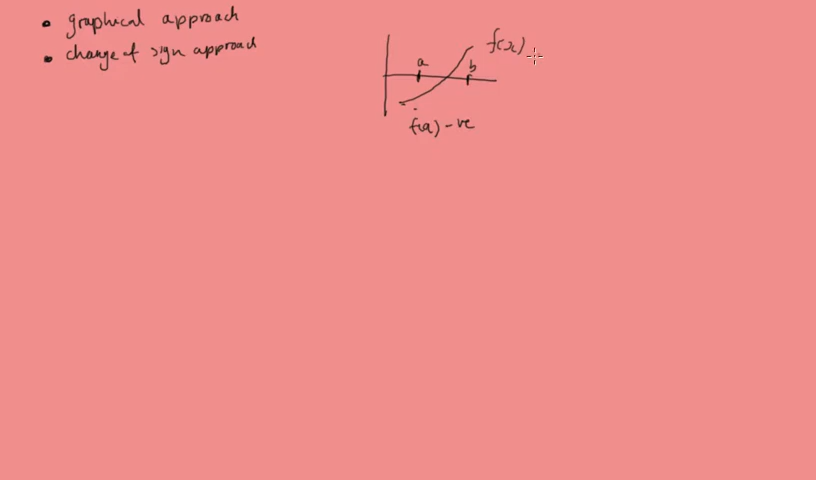 • graphical approach
• change of sign approach
f(x)
a
b
f(a) -ve